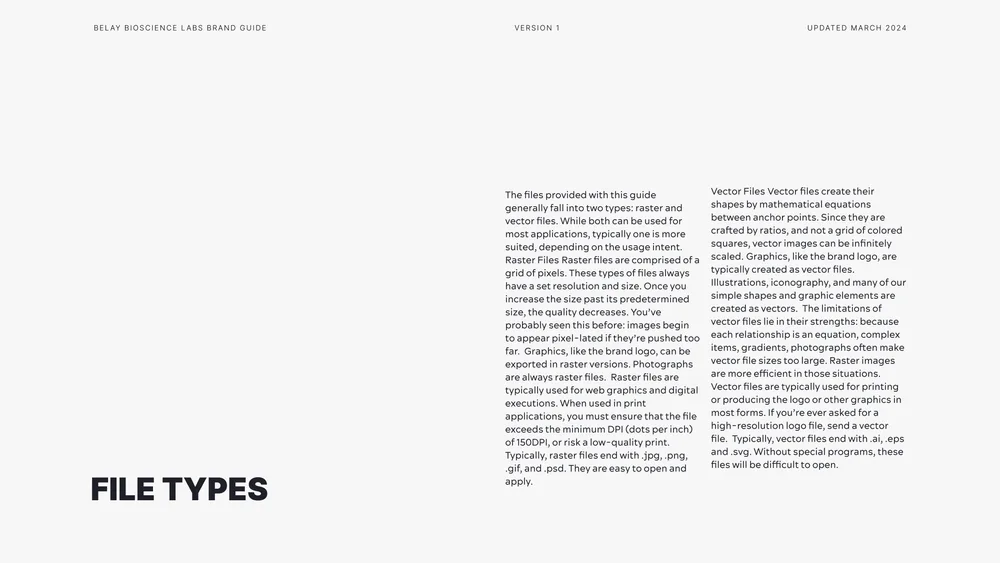 BELAY BIOSCIENCE LABS BRAND GUIDE
VERSION 1
UPDATED MARCH 2024
The files provided with this guide
generally fall into two types: raster and
vector files. While both can be used for
most applications, typically one is more
suited, depending on the usage intent.
Raster Files Raster files are comprised of a
grid of pixels. These types of files always
have a set resolution and size. Once you
increase the size past its predetermined
size, the quality decreases. You've
probably seen this before: images begin
to appear pixel-lated if they're pushed too
far.  Graphics, like the brand logo, can be
exported in raster versions. Photographs
are always raster files.  Raster files are
typically used for web graphics and digital
executions. When used in print
applications, you must ensure that the file
exceeds the minimum DPI (dots per inch)
of 150DPI, or risk a low-quality print.
Typically, raster files end with .jpg, .png,
.gif, and .psd. They are easy to open and
apply.
Vector Files Vector files create their
shapes by mathematical equations
between anchor points. Since they are
crafted by ratios, and not a grid of colored
squares, vector images can be infinitely
scaled. Graphics, like the brand logo, are
typically created as vector files.
Illustrations, iconography, and many of our
simple shapes and graphic elements are
created as vectors.  The limitations of
vector files lie in their strengths: because
each relationship is an equation, complex
items, gradients, photographs often make
vector file sizes too large. Raster images
are more efficient in those situations.
Vector files are typically used for printing
or producing the logo or other graphics in
most forms. If you're ever asked for a
high-resolution logo file, send a vector
file.  Typically, vector files end with .ai, .eps
and .svg. Without special programs, these
files will be difficult to open.
FILE TYPES